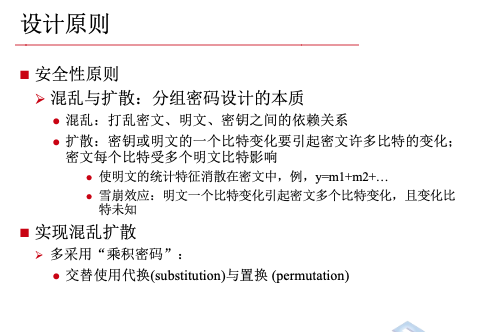 设计原则
安全性原则
混乱与扩散：分组密码设计的本质
混乱：打乱密文、明文、密钥之间的依赖关系
扩散：密钥或明文的一个比特变化要引起密文许多比特的变化；
密文每个比特受多个明文比特影响
使明文的统计特征消散在密文中，例，y=m1+m2+…
雪崩效应：明文一个比特变化引起密文多个比特变化，且变化比
特未知
实现混乱扩散
多采用“乘积密码”：
交替使用代换(substitution)与置换 (permutation)